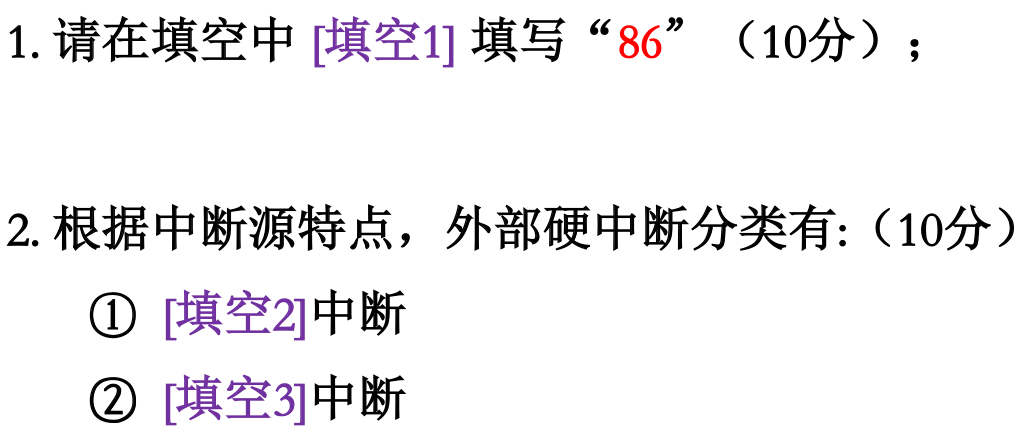 1. 请在填空中 [填空1] 填写“86”（10分）；
2. 根据中断源特点，外部硬中断分类有:（10分）
① [填空2]中断
② [填空3]中断